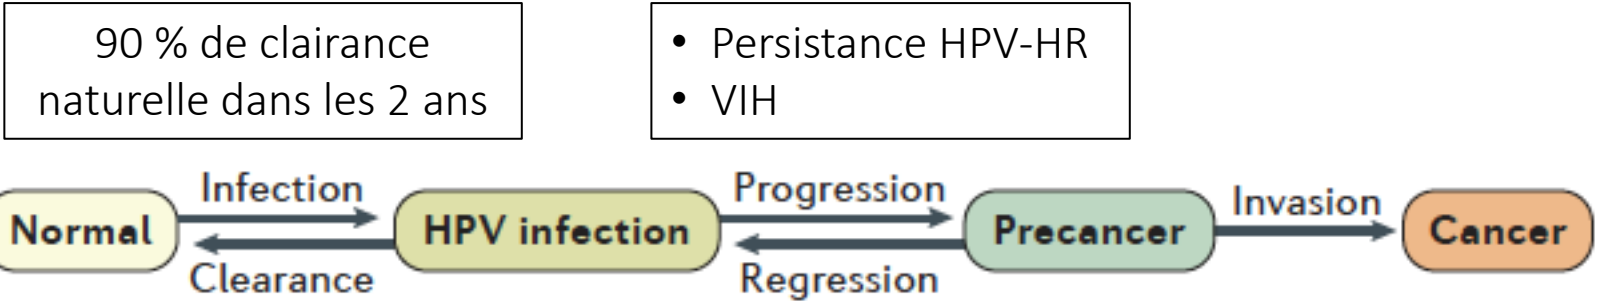 90 % de clairance
naturelle dans les 2 ans
• Persistance HPV-HR
• VIH
Infection
Progression
Invasion
Normal
HPV infection
Precancer
Cancer
Clearance
Regression